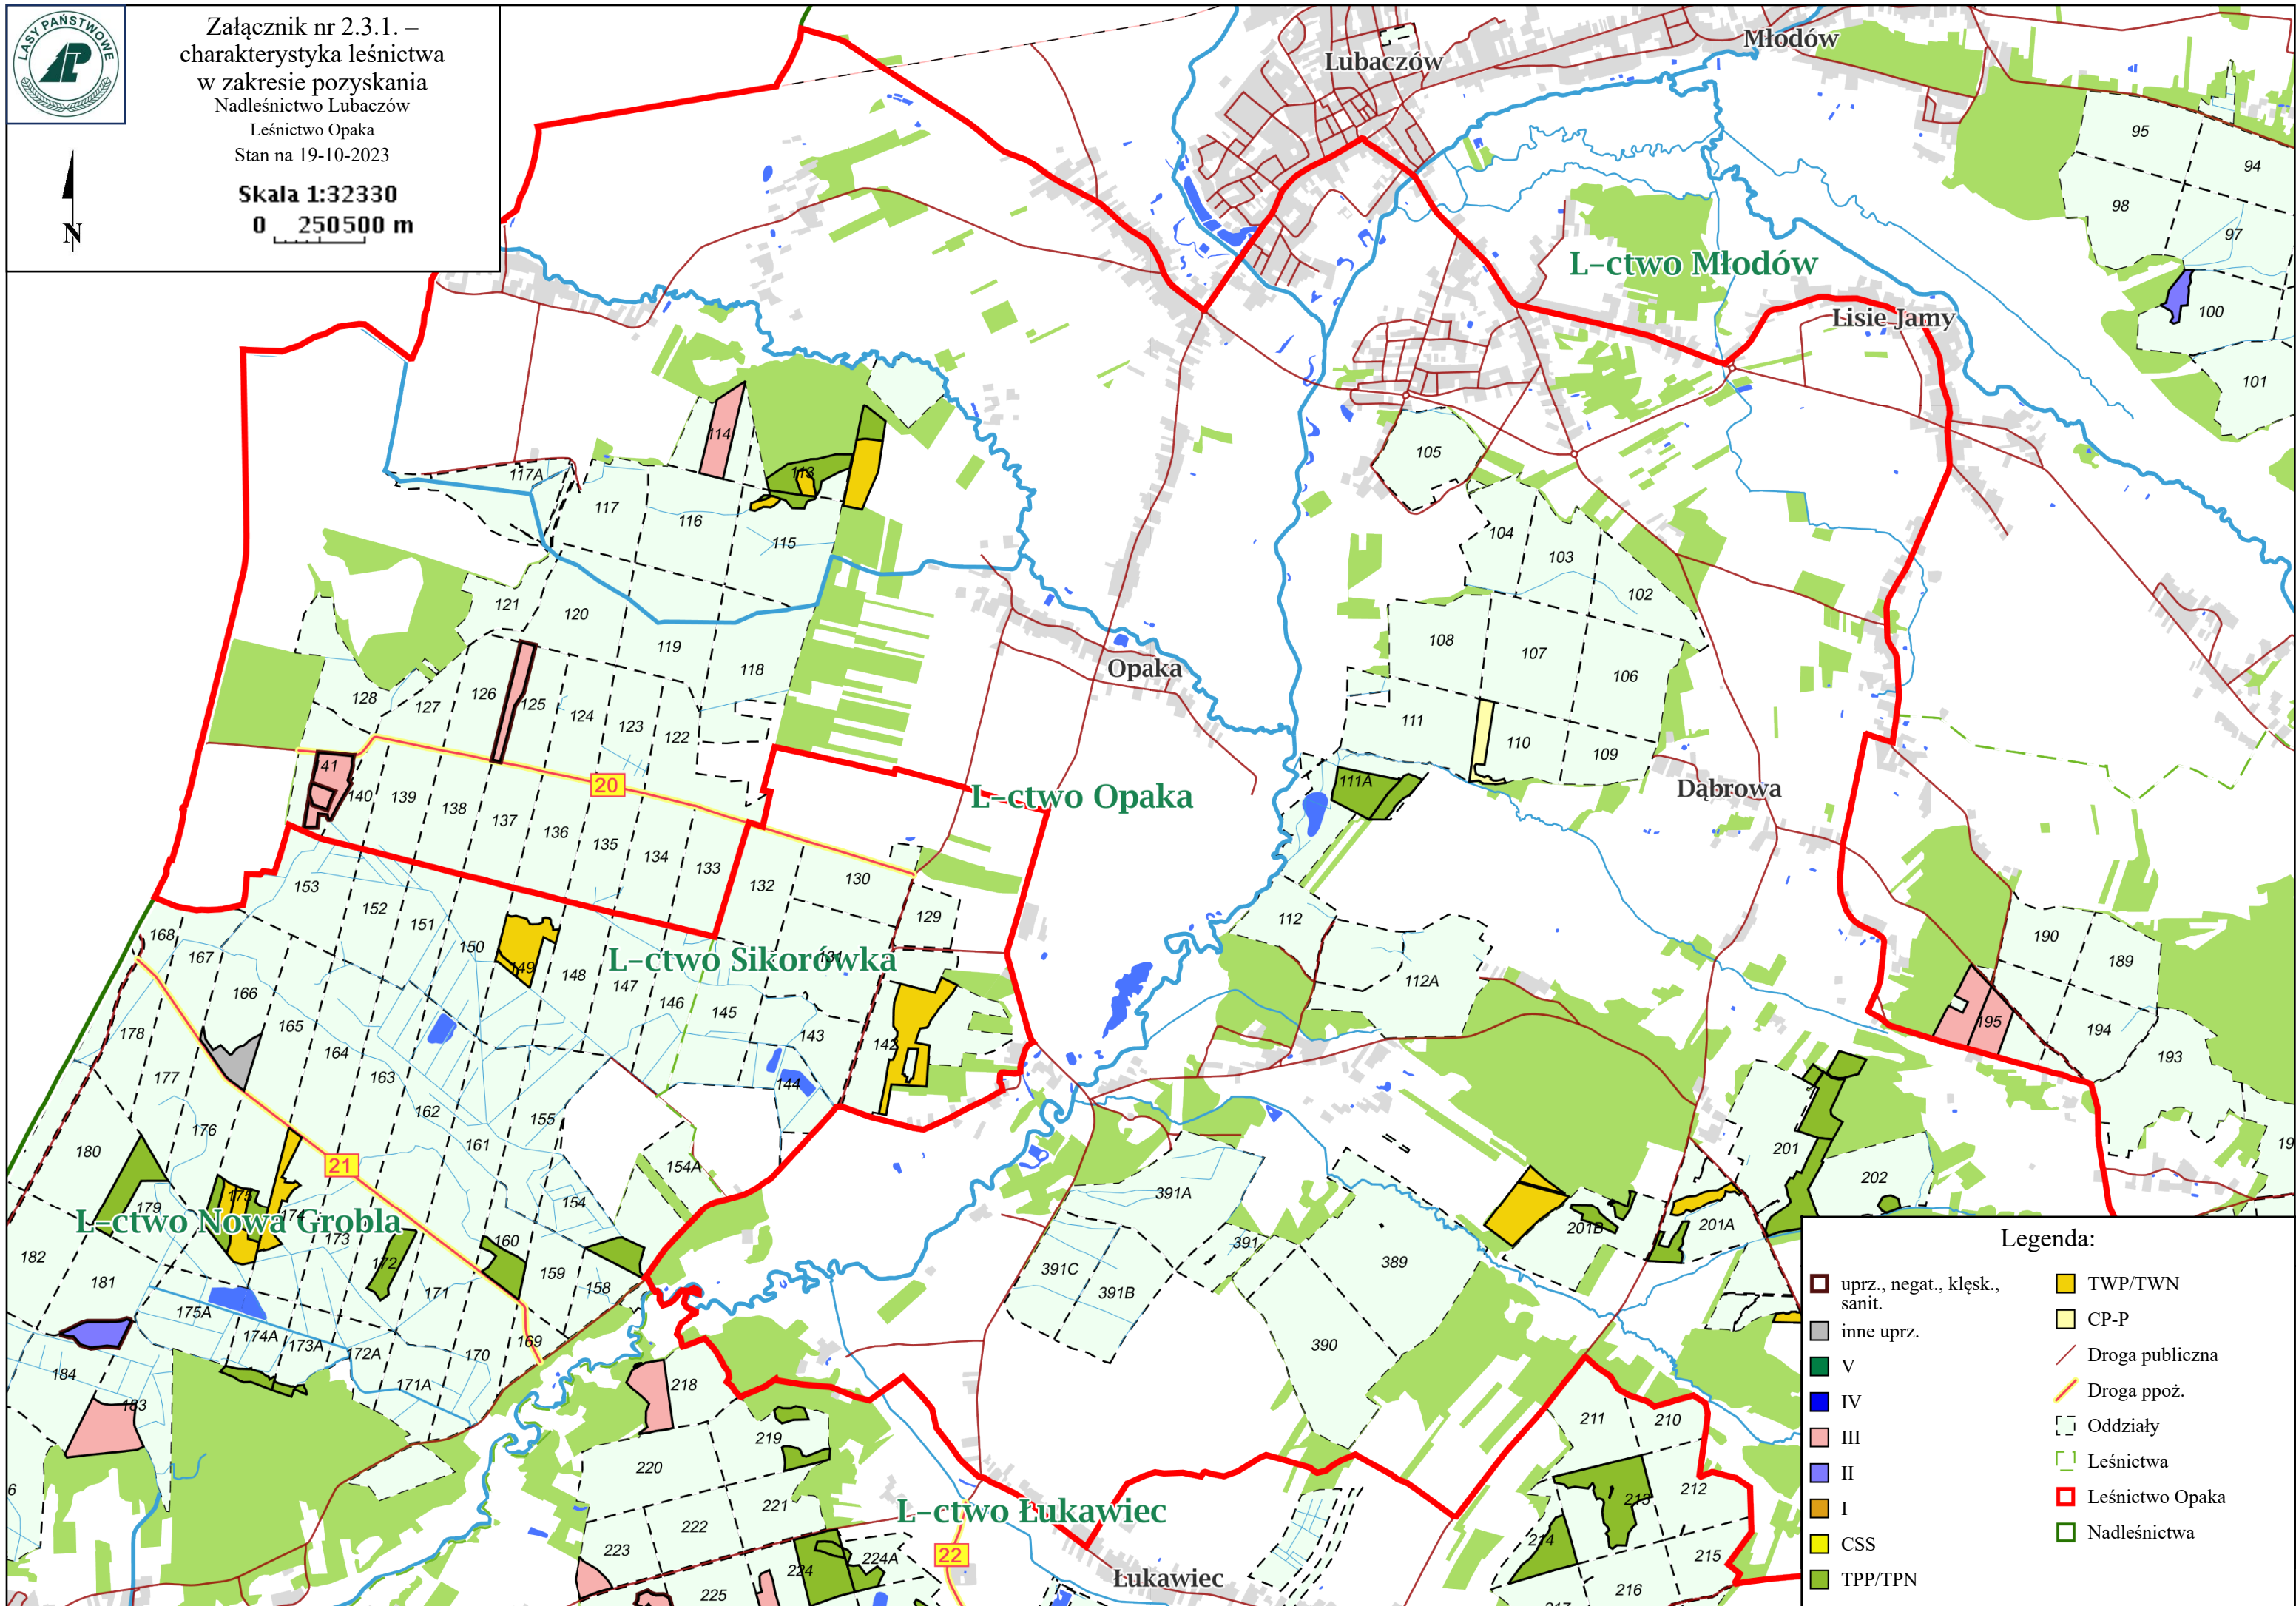 LASY PAŃSTWOWE
Załącznik nr 2.3.1. –
charakterystyka leśnictwa
w zakresie pozyskania
Nadleśnictwo Lubaczów
Leśnictwo Opaka
Stan na 19-10-2023
Skala 1:32330
0 250500 m
N
Lubaczów
Młodów
95
94
98
97
L-ctwo Młodów
Lisie Jamy
100
101
114
105
113
117A
117
116
115
104
103
102
121
120
119
118
108
107
106
Opaka
128
127
126
125
124
123
122
111
110
109
141
140
139
138
137
136
135
134
133
20
L-ctwo Opaka
111A
Dąbrowa
153
152
151
150
149
148
147
146
145
132
130
129
131
L-ctwo Sikorówka
112
112A
190
189
195
194
193
168
167
166
165
164
163
162
161
155
178
177
176
143
142
144
180
179
21
154A
154
391A
201
202
175
174
173
172
L-ctwo Nowa Grobla
182
181
160
159
158
171
391
391C
391B
389
201B
201A
175A
174A
173A
172A
171A
170
169
390
184
183
218
219
220
221
222
223
224
224A
225
6
L-ctwo Łukawiec
22
Łukawiec
211
210
212
213
214
215
216
217
19
Legenda:
uprz., negat., klęsk.,
sanit.
inne uprz.
V
IV
III
II
I
CSS
TPP/TPN
TWP/TWN
CP-P
Droga publiczna
Droga ppoż.
Oddziały
Leśnictwa
Leśnictwo Opaka
Nadleśnictwa